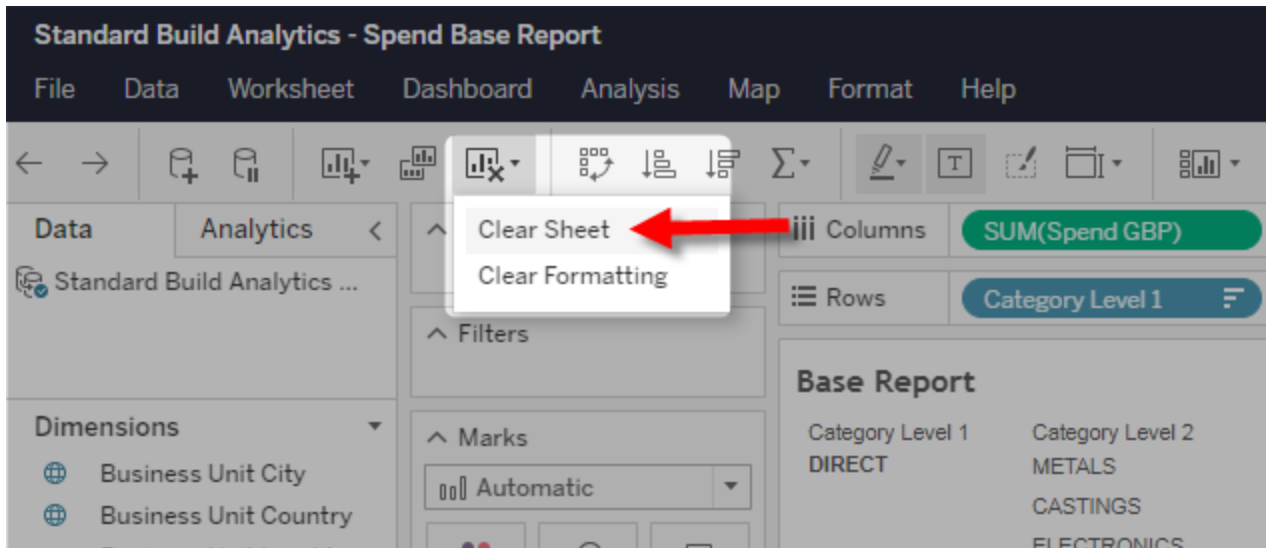 Standard Build Analytics - Spend Base Report
File Data Worksheet Dashboard Analysis Map Format Help
Data Analytics
Clear Sheet
Columns SUM(Spend GBP)
Standard Build Analytics ...
Clear Formatting
Rows Category Level 1
Filters
Base Report
Dimensions
Marks
Category Level 1 Category Level 2
DIRECT METALS
Business Unit City
Automatic
CASTINGS
Business Unit Country
ELECTRONICS